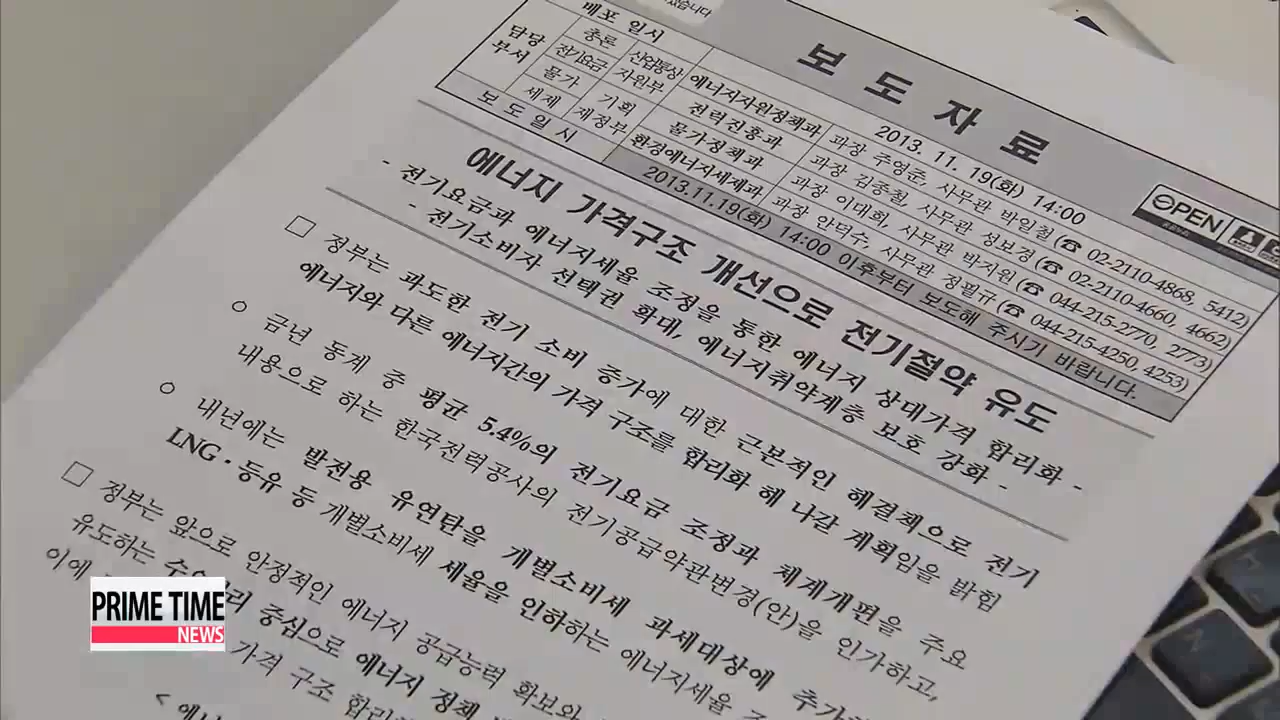 있습니다
보도자료
배포 일시
2013. 11. 19(화) 14:00
담당
부서
총론
산업통상
자원부
에너지자원정책과
과장 주영준, 사무관 박일철(☎ 02-2110-4868, 5412)
전기요금
전력진흥과
과장 김종철, 사무관 성보경(☎ 02-2110-4660, 4662)
물가
기획
재정부
물가정책과
과장 이대희, 사무관 박지원(☎ 044-215-2770, 2773)
세제
환경에너지세제과
과장 안덕수, 사무관 정필규(☎ 044-215-4250, 4253)
보도일시
2013.11.19(화) 14:00 이후부터 보도해 주시기 바랍니다.
OPEN
에너지 가격구조 개선으로 전기절약 유도
- 전기요금과 에너지세율 조정을 통한 에너지 상대가격 합리화 -
- 전기소비자 선택권 확대, 에너지취약계층 보호 강화 -
□ 정부는 과도한 전기 소비 증가에 대한 근본적인 해결책으로 전기
에너지와 다른 에너지간의 가격 구조를 합리화 해 나갈 계획임을 밝힘
○ 금년 동계 중 평균 5.4%의 전기요금 조정과 체계개편을 주요
내용으로 하는 한국전력공사의 전기공급약관변경(안)을 인가하고,
○ 내년에는 발전용 유연탄을 개별소비세 과세대상에
LNG·등유 등 개별소비세 세율을 인하하는 에너지세율
□ 정부는 앞으로 안정적인 에너지 공급능력 확보와
유도하는 중심으로 에너지 정책
이에 가격 구조
<
PRIME TIME
NEWS